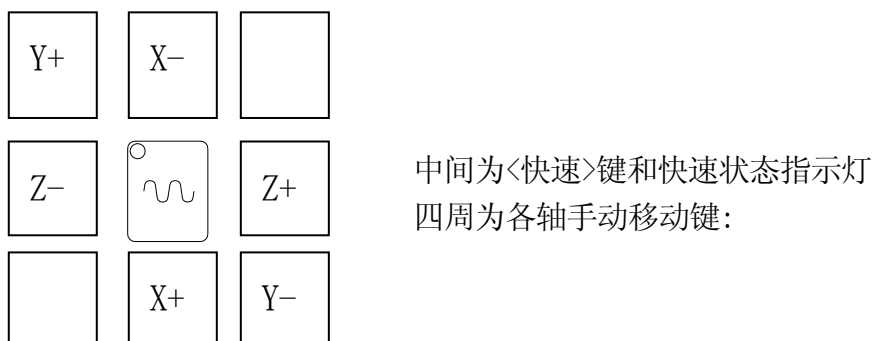 Y+ X-
Z- Z+
X+ Y-
中间为<快速>键和快速状态指示灯
四周为各轴手动移动键: